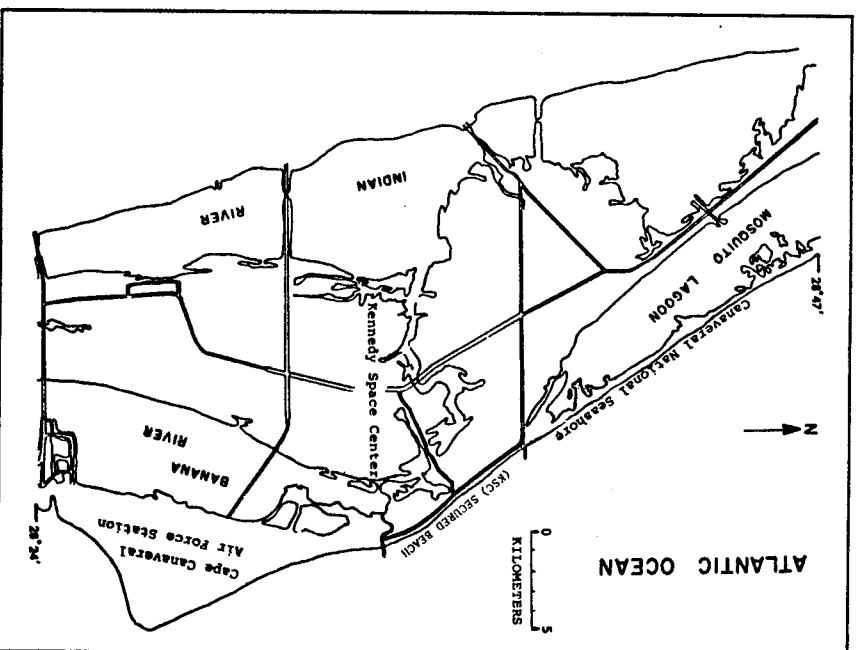 ATLANTIC OCEAN
N
0
5
KILOMETERS
28°47'
MOSQUITO
LAGOON
Canaveral National Seashore
(KSC) SECURED BEACH
INDIAN
RIVER
Kennedy Space Center
BANANA
RIVER
Cape Canaveral
Air Force Station
28°24'